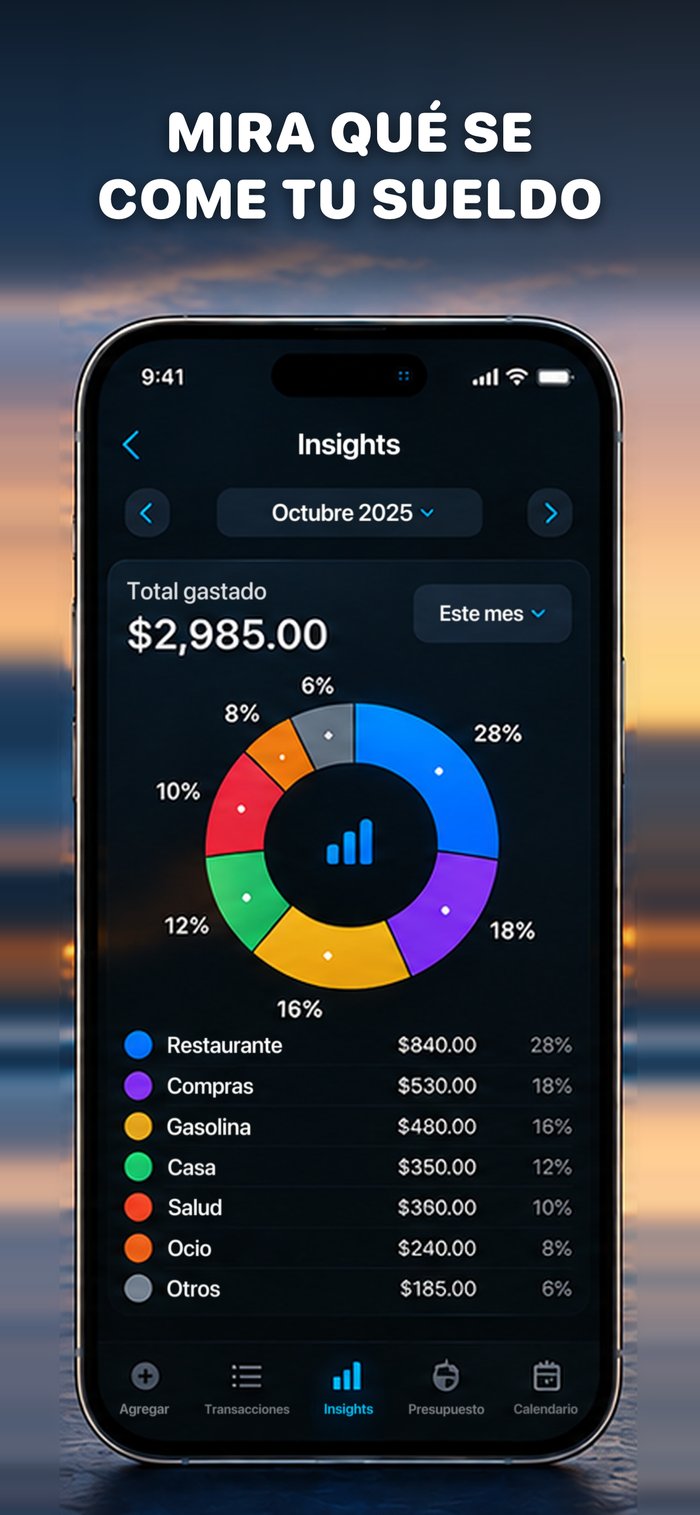 MIRA QUÉ SE
COME TU SUELDO
9:41
Insights
Octubre 2025
Total gastado
$2,985.00
Este mes
6%
8%
28%
10%
12%
18%
16%
Restaurante $840.00 28%
Compras $530.00 18%
Gasolina $480.00 16%
Casa $350.00 12%
Salud $360.00 10%
Ocio $240.00 8%
Otros $185.00 6%
Agregar Transacciones Insights Presupuesto Calendario